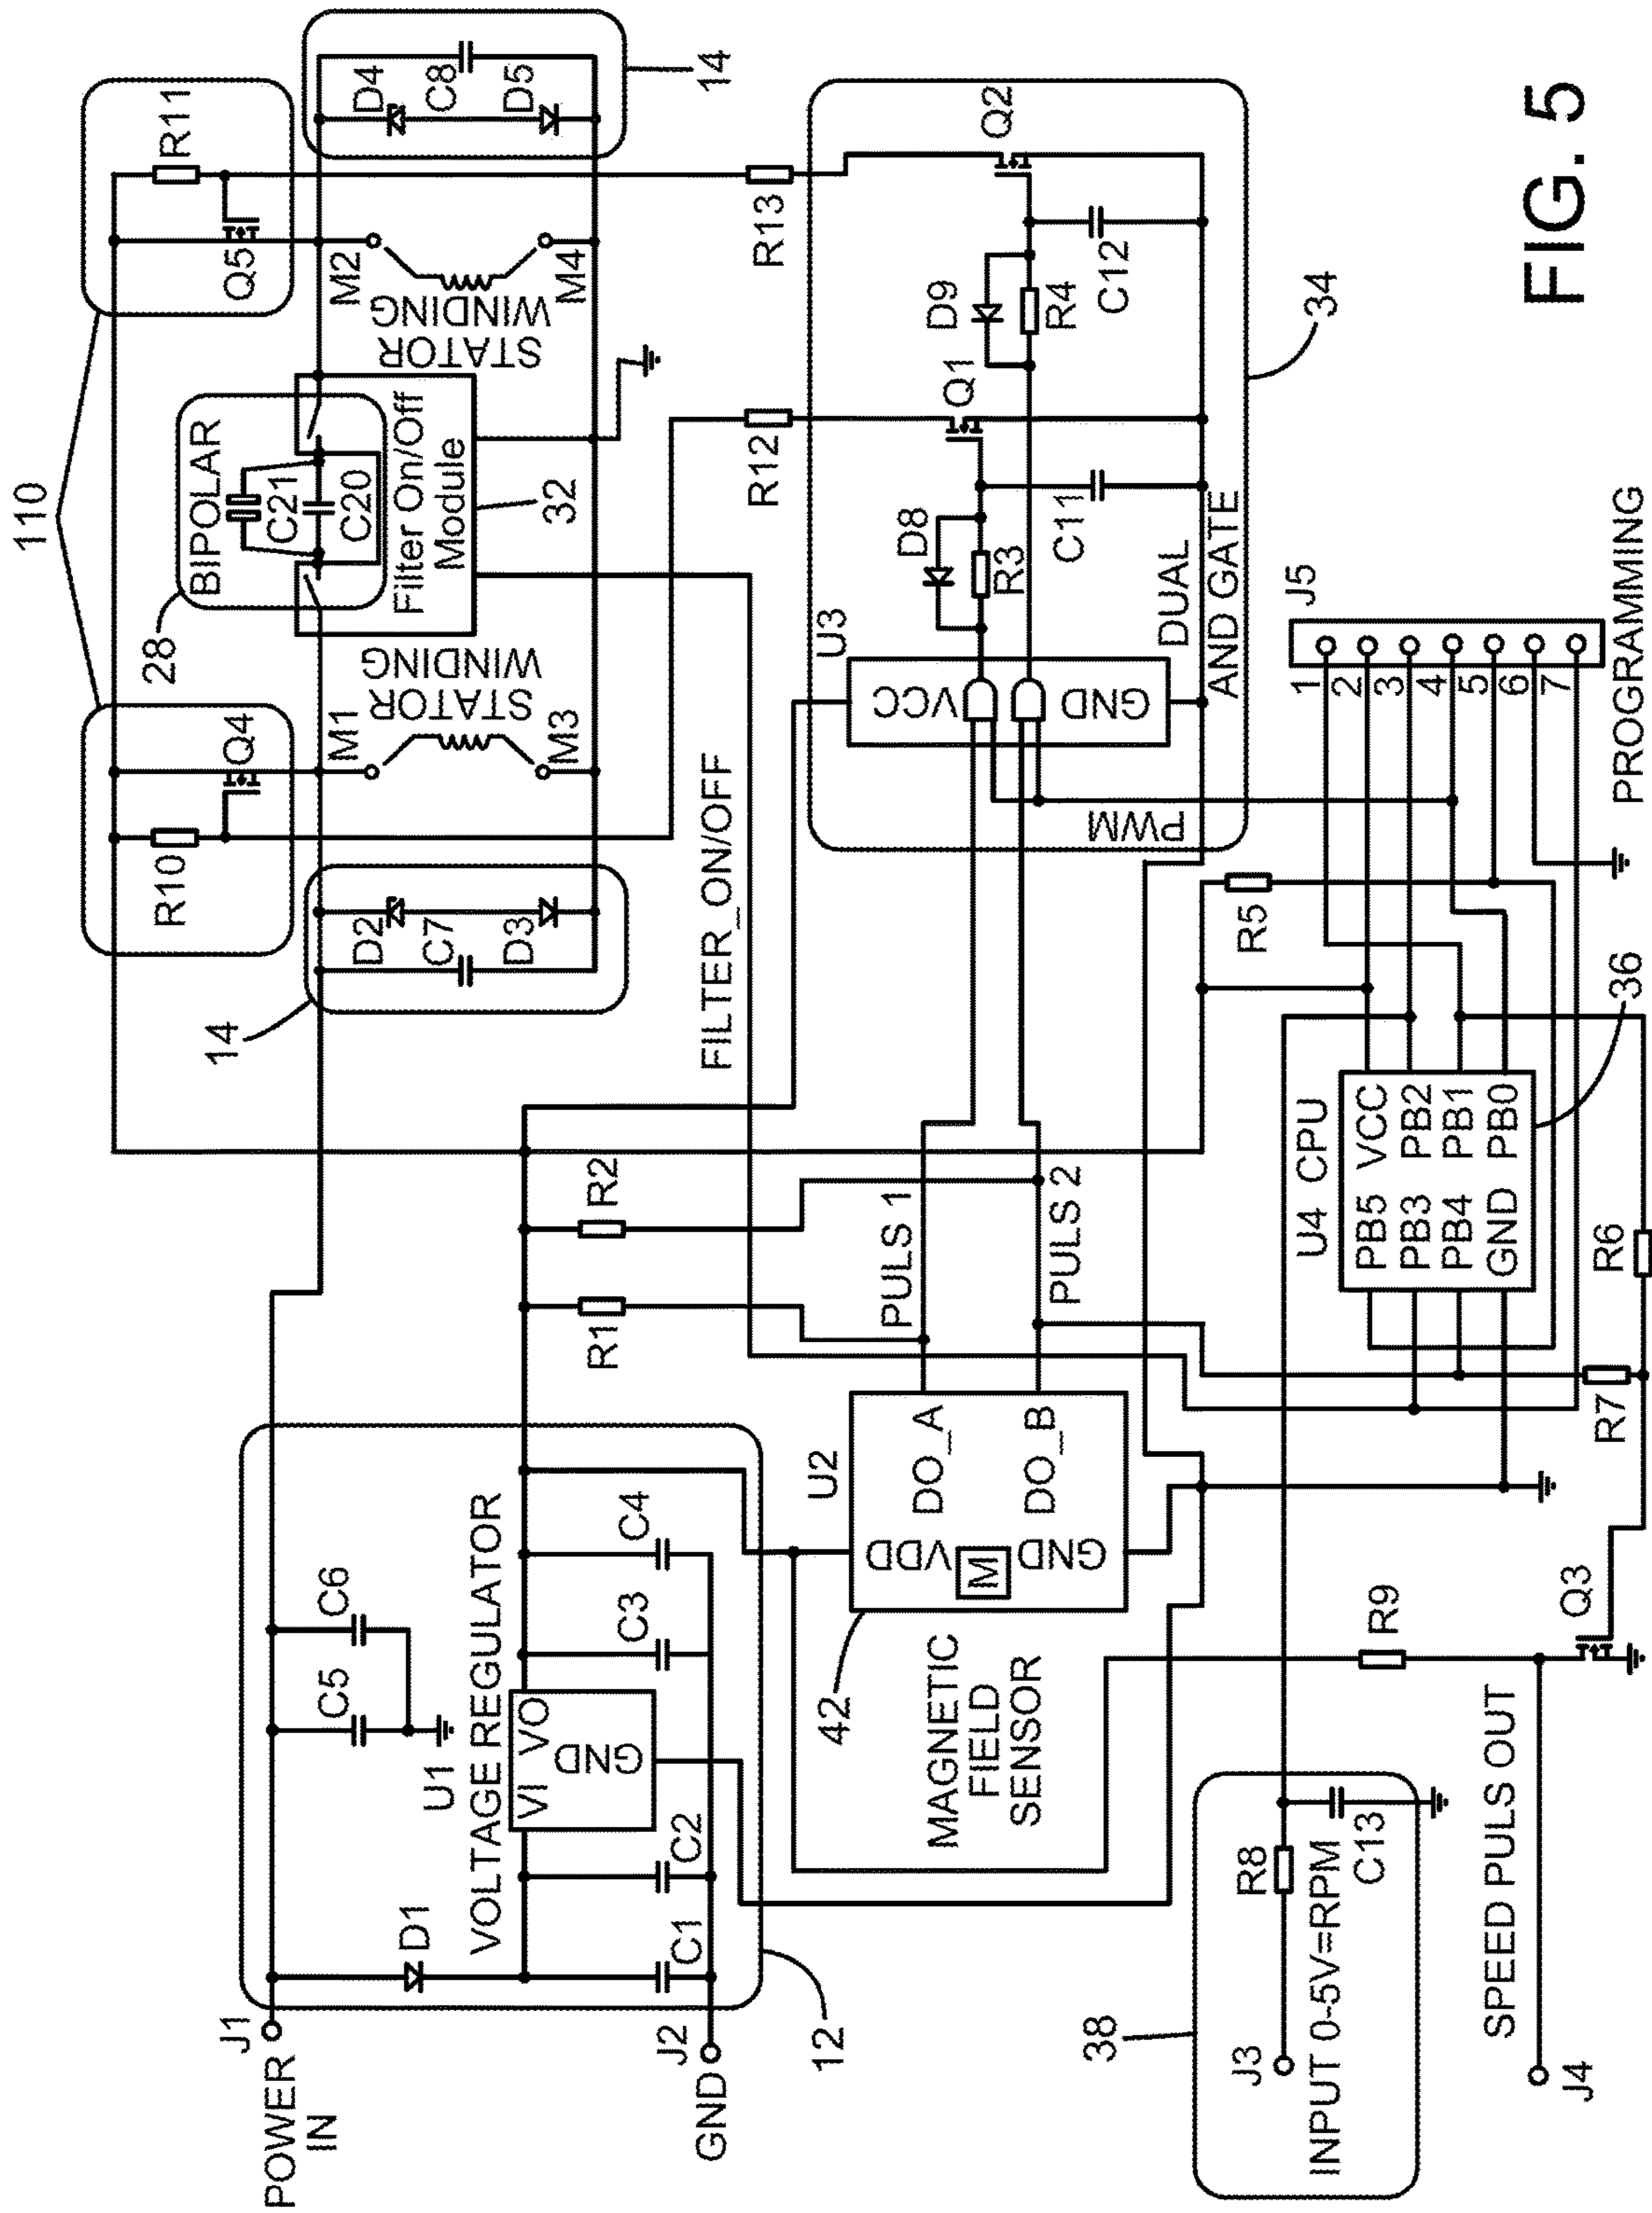 110
28
BIPOLAR
C21
C20
Filter On/Off
Module
32
R10
Q4
R11
Q5
M1
M3
STATOR
WINDING
M2
M4
STATOR
WINDING
14
D2
C7
D3
D4
C8
D5
14
J1
POWER
IN
J2
GND
D1
C1
C2
C5
C6
U1
VOLTAGE REGULATOR
VI
VO
GND
C3
C4
12
R1
R2
FILTER_ON/OFF
R12
R13
U3
VCC
GND
D8
R3
C11
Q1
D9
R4
C12
Q2
DUAL
AND GATE
PWM
34
PULS 1
PULS 2
U2
VDD
DO_A
M
DO_B
GND
42
MAGNETIC
FIELD
SENSOR
38
J3
R8
INPUT 0-5V=RPM
C13
SPEED PULS OUT
J4
R9
Q3
R7
R6
R5
U4 CPU
PB5 VCC
PB3 PB2
PB4 PB1
GND PB0
36
J5
1
2
3
4
5
6
7
PROGRAMMING
FIG. 5